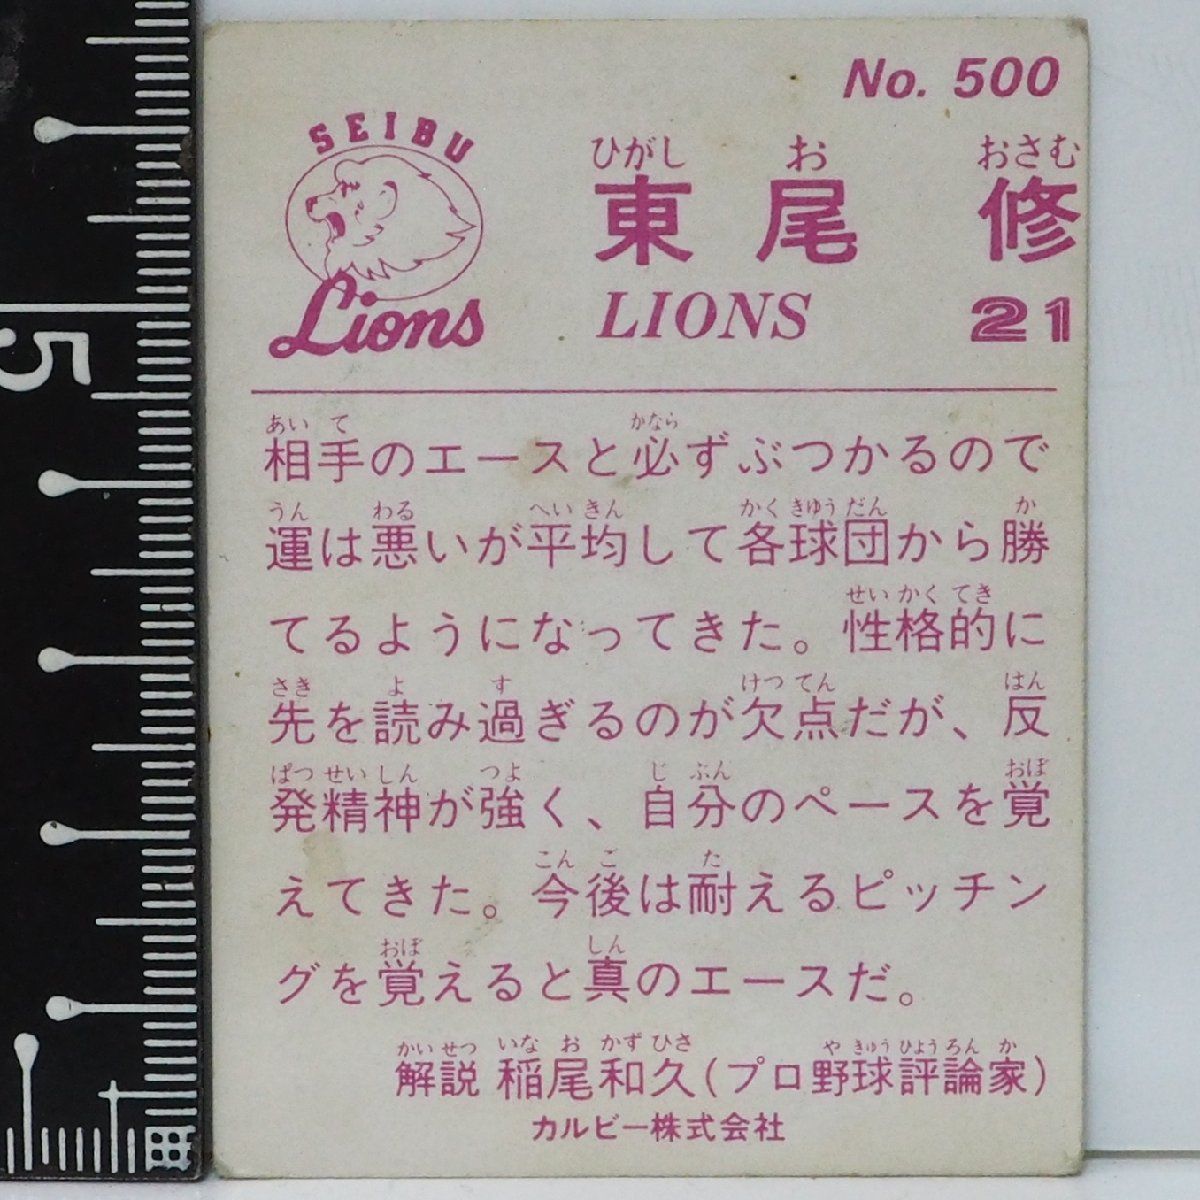 No. 500
SEIBU
Lions
ひがし お おさむ
東尾 修
LIONS 21
あい て かなら
相手のエースと必ずぶつかるので
うん わる へい きん かく きゅう だん か
運は悪いが平均して各球団から勝
せい かく てき
てるようになってきた。性格的に
さき よ す けつ てん はん
先を読み過ぎるのが欠点だが、反
ぱつ せい しん つよ じ ぶん おぼ
発精神が強く、自分のペースを覚
こん ご た
えてきた。今後は耐えるピッチン
おぼ しん
グを覚えると真のエースだ。
かい せつ いな お かず ひさ や きゅう ひょう ろん か
解説 稲尾和久(プロ野球評論家)
カルビー株式会社
5